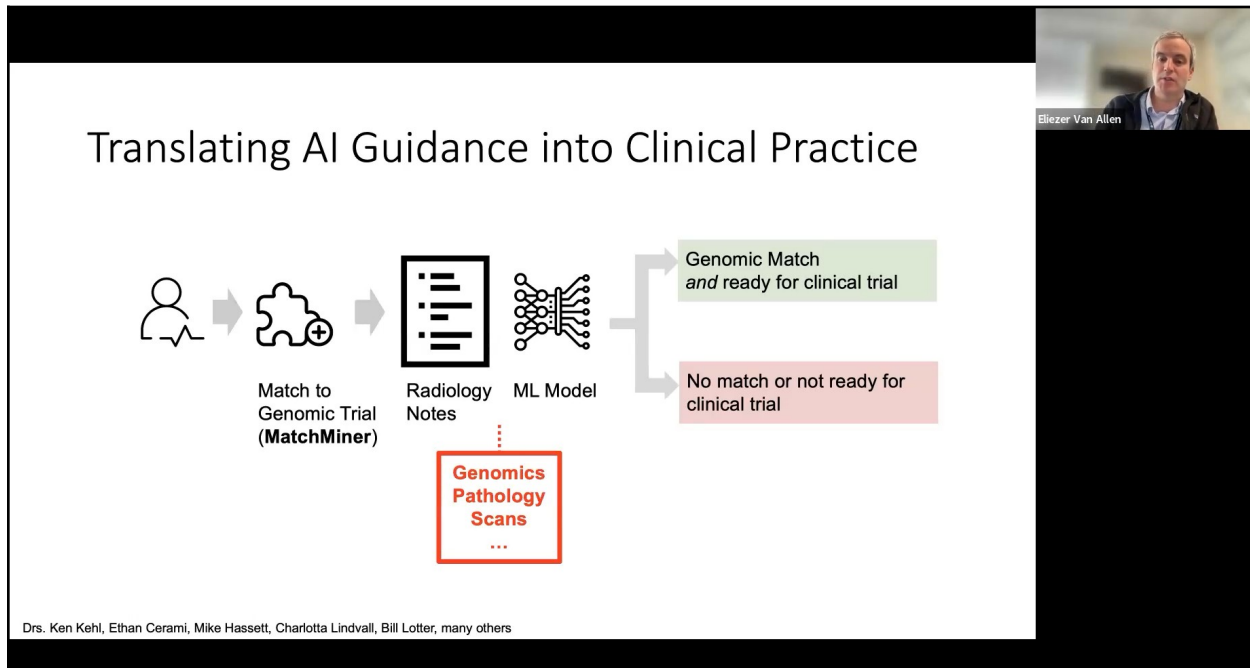 Eliezer Van Allen
Translating AI Guidance into Clinical Practice
Genomic Match
and ready for clinical trial
No match or not ready for
clinical trial
Match to
Genomic Trial
(MatchMiner)
Radiology
Notes
ML Model
Genomics
Pathology
Scans
...
Drs. Ken Kehl, Ethan Cerami, Mike Hassett, Charlotta Lindvall, Bill Lotter, many others